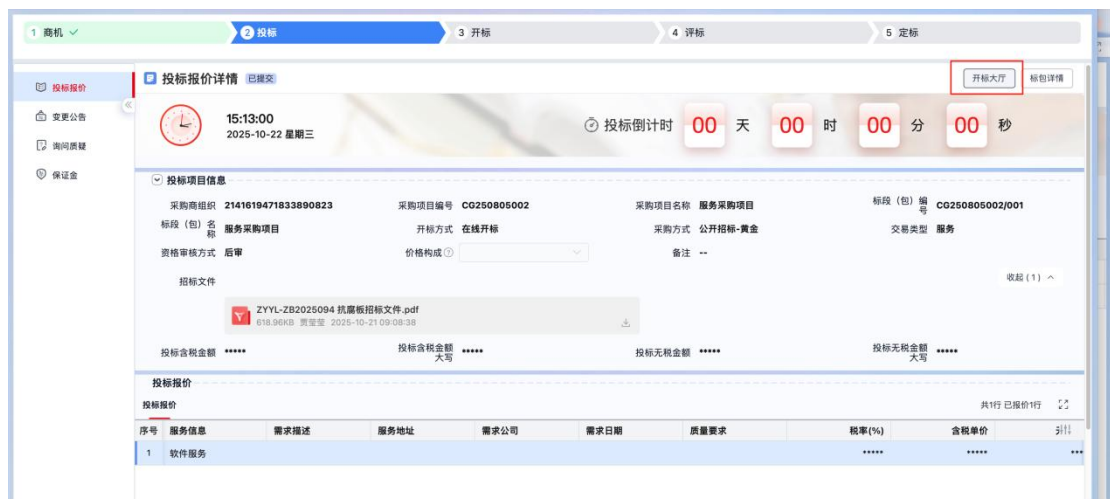 1 商机
2 投标
3 开标
4 评标
5 定标
投标报价
变更公告
询问质疑
保证金
投标报价详情 已提交
开标大厅
标包详情
15:13:00
2025-10-22 星期三
投标倒计时 00 天 00 时 00 分 00 秒
投标项目信息
采购商组织 2141619471833890823
采购项目编号 CG250805002
采购项目名称 服务采购项目
标段（包）编号 CG250805002/001
标段（包）名称 服务采购项目
开标方式 在线开标
采购方式 公开招标-黄金
交易类型 服务
资格审核方式 后审
价格构成
备注 --
招标文件
收起 ( 1 )
ZYYL-ZB2025094 抗磨板招标文件.pdf
618.96KB 贾莹莹 2025-10-21 09:08:38
投标含税金额 *****
投标含税金额大写 *****
投标无税金额 *****
投标无税金额大写 *****
投标报价
投标报价
共1行 已报价1行
序号 服务信息 需求描述 服务地址 需求公司 需求日期 质量要求 税率(%) 含税单价
1 软件服务 ***** ***** ***